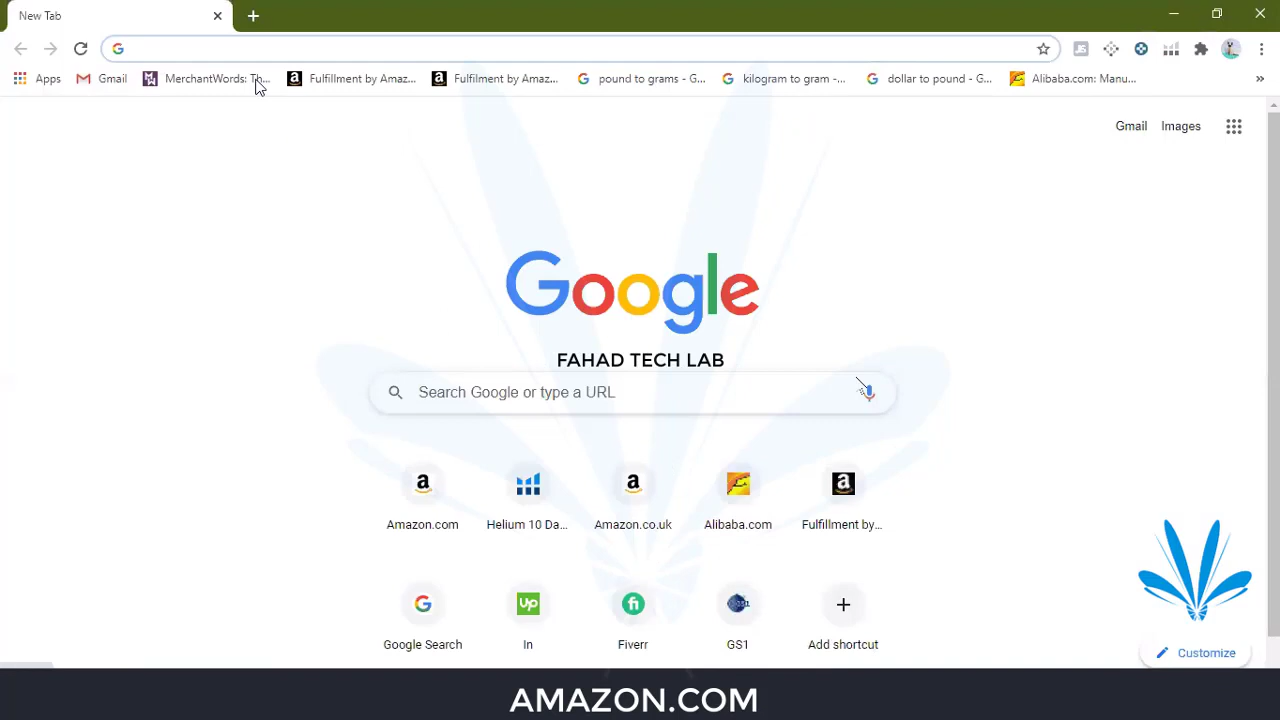 New Tab
Apps Gmail MerchantWords: Th... Fulfillment by Amaz... Fulfilment by Amaz... pound to grams - G... kilogram to gram -... dollar to pound - G... Alibaba.com: Manu... »
Gmail Images
Google
FAHAD TECH LAB
Search Google or type a URL
Amazon.com Helium 10 Da... Amazon.co.uk Alibaba.com Fulfillment by...
Google Search In Fiverr GS1 Add shortcut
Customize
AMAZON.COM